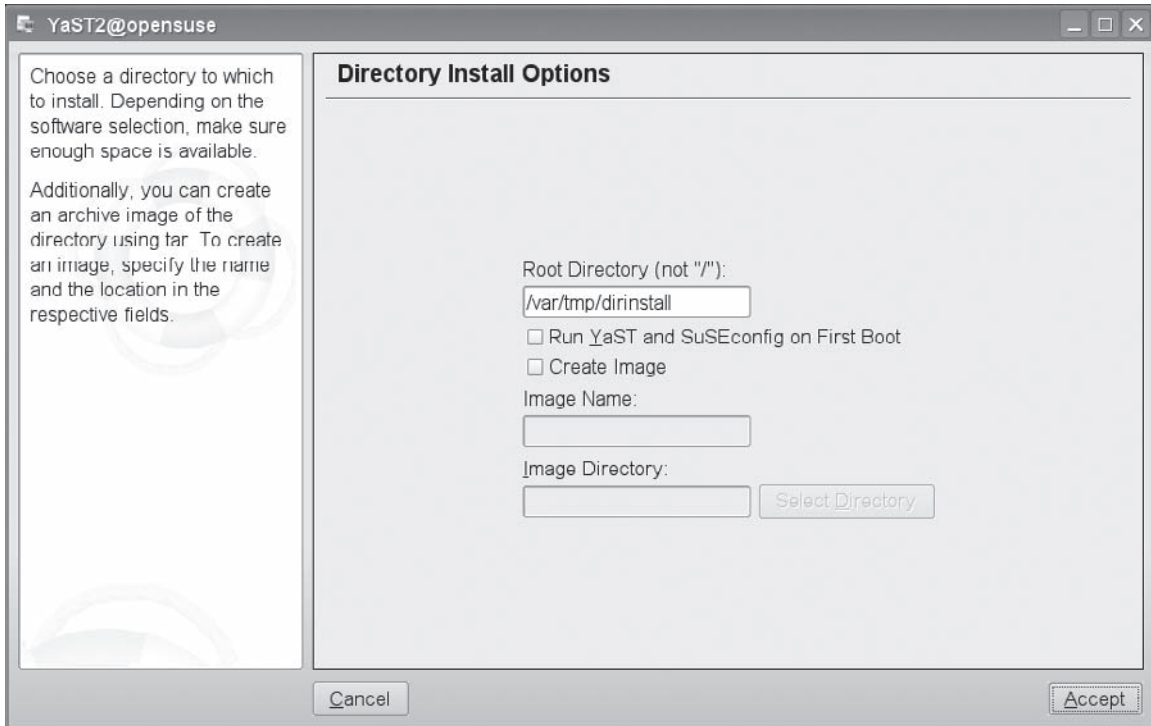 YaST2@opensuse
Choose a directory to which
to install. Depending on the
software selection, make sure
enough space is available.
Additionally, you can create
an archive image of the
directory using tar. To create
an image, specify the name
and the location in the
respective fields.
Directory Install Options
Root Directory (not "/"):
/var/tmp/dirinstall
Run YaST and SuSEconfig on First Boot
Create Image
Image Name:
Image Directory:
Select Directory
Cancel
Accept